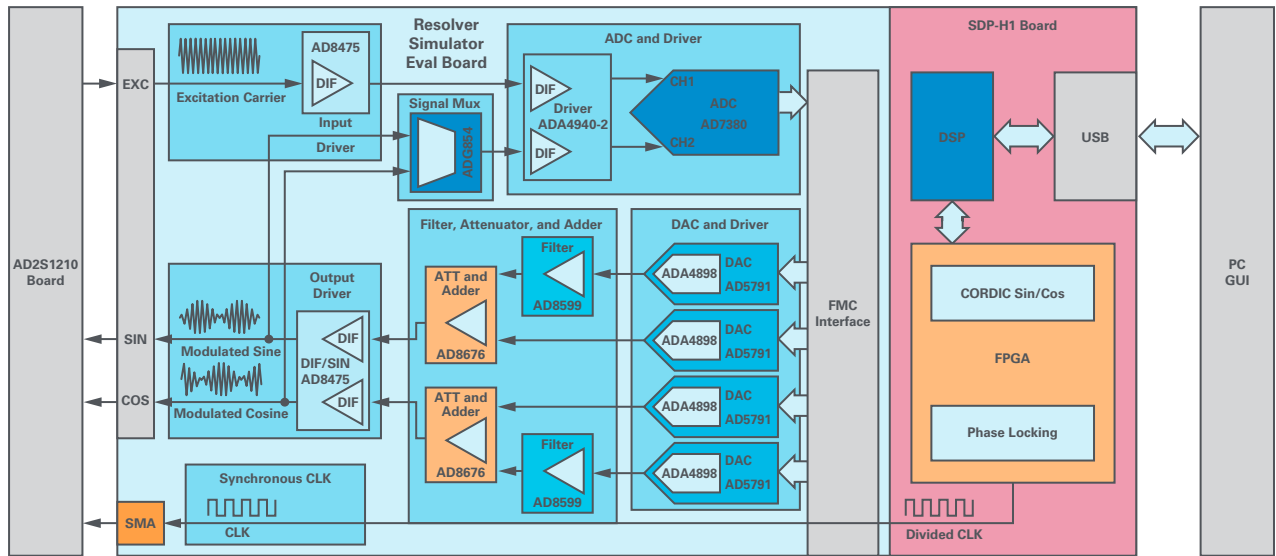 AD2S1210
Board
EXC
SIN
COS
SMA
Resolver
Simulator
Eval Board
Excitation Carrier
AD8475
DIF
Input
Driver
Signal Mux
ADG854
ADC and Driver
DIF
Driver
ADA4940-2
DIF
CH1
ADC
AD7380
CH2
Output
Driver
Modulated Sine
Modulated Cosine
DIF
DIF/SIN
AD8475
DIF
Filter, Attenuator, and Adder
Filter
AD8599
ATT and
Adder
AD8676
ATT and
Adder
AD8676
Filter
AD8599
DAC and Driver
ADA4898
DAC
AD5791
ADA4898
DAC
AD5791
ADA4898
DAC
AD5791
ADA4898
DAC
AD5791
FMC
Interface
Synchronous CLK
CLK
SDP-H1 Board
DSP
USB
CORDIC Sin/Cos
FPGA
Phase Locking
Divided CLK
PC
GUI